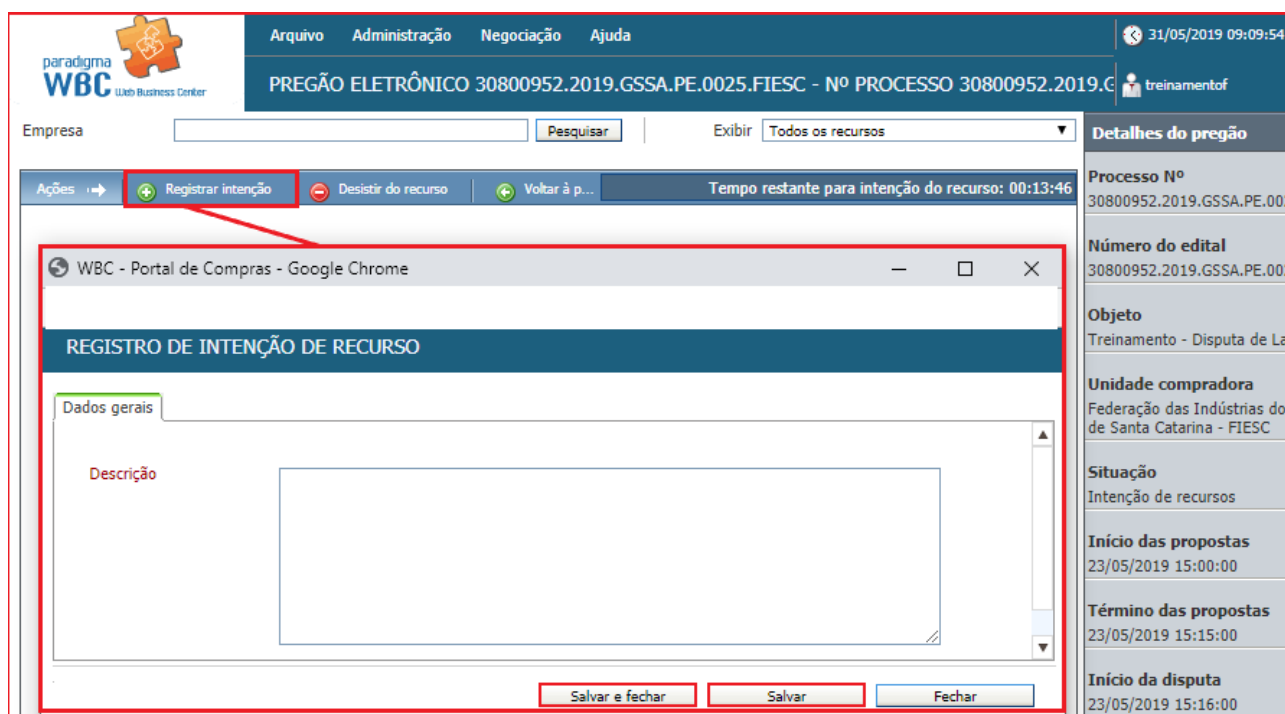 paradigma
WBC Web Business Center
Arquivo Administração Negociação Ajuda
31/05/2019 09:09:54
PREGÃO ELETRÔNICO 30800952.2019.GSSA.PE.0025.FIESC - Nº PROCESSO 30800952.2019.G
treinamentof
Empresa Pesquisar Exibir Todos os recursos
Ações Registrar intenção Desistir do recurso Voltar à p... Tempo restante para intenção do recurso: 00:13:46
WBC - Portal de Compras - Google Chrome
REGISTRO DE INTENÇÃO DE RECURSO
Dados gerais
Descrição
Salvar e fechar Salvar Fechar
Detalhes do pregão
Processo Nº
30800952.2019.GSSA.PE.00
Número do edital
30800952.2019.GSSA.PE.00
Objeto
Treinamento - Disputa de La
Unidade compradora
Federação das Indústrias do
de Santa Catarina - FIESC
Situação
Intenção de recursos
Início das propostas
23/05/2019 15:00:00
Término das propostas
23/05/2019 15:15:00
Início da disputa
23/05/2019 15:16:00